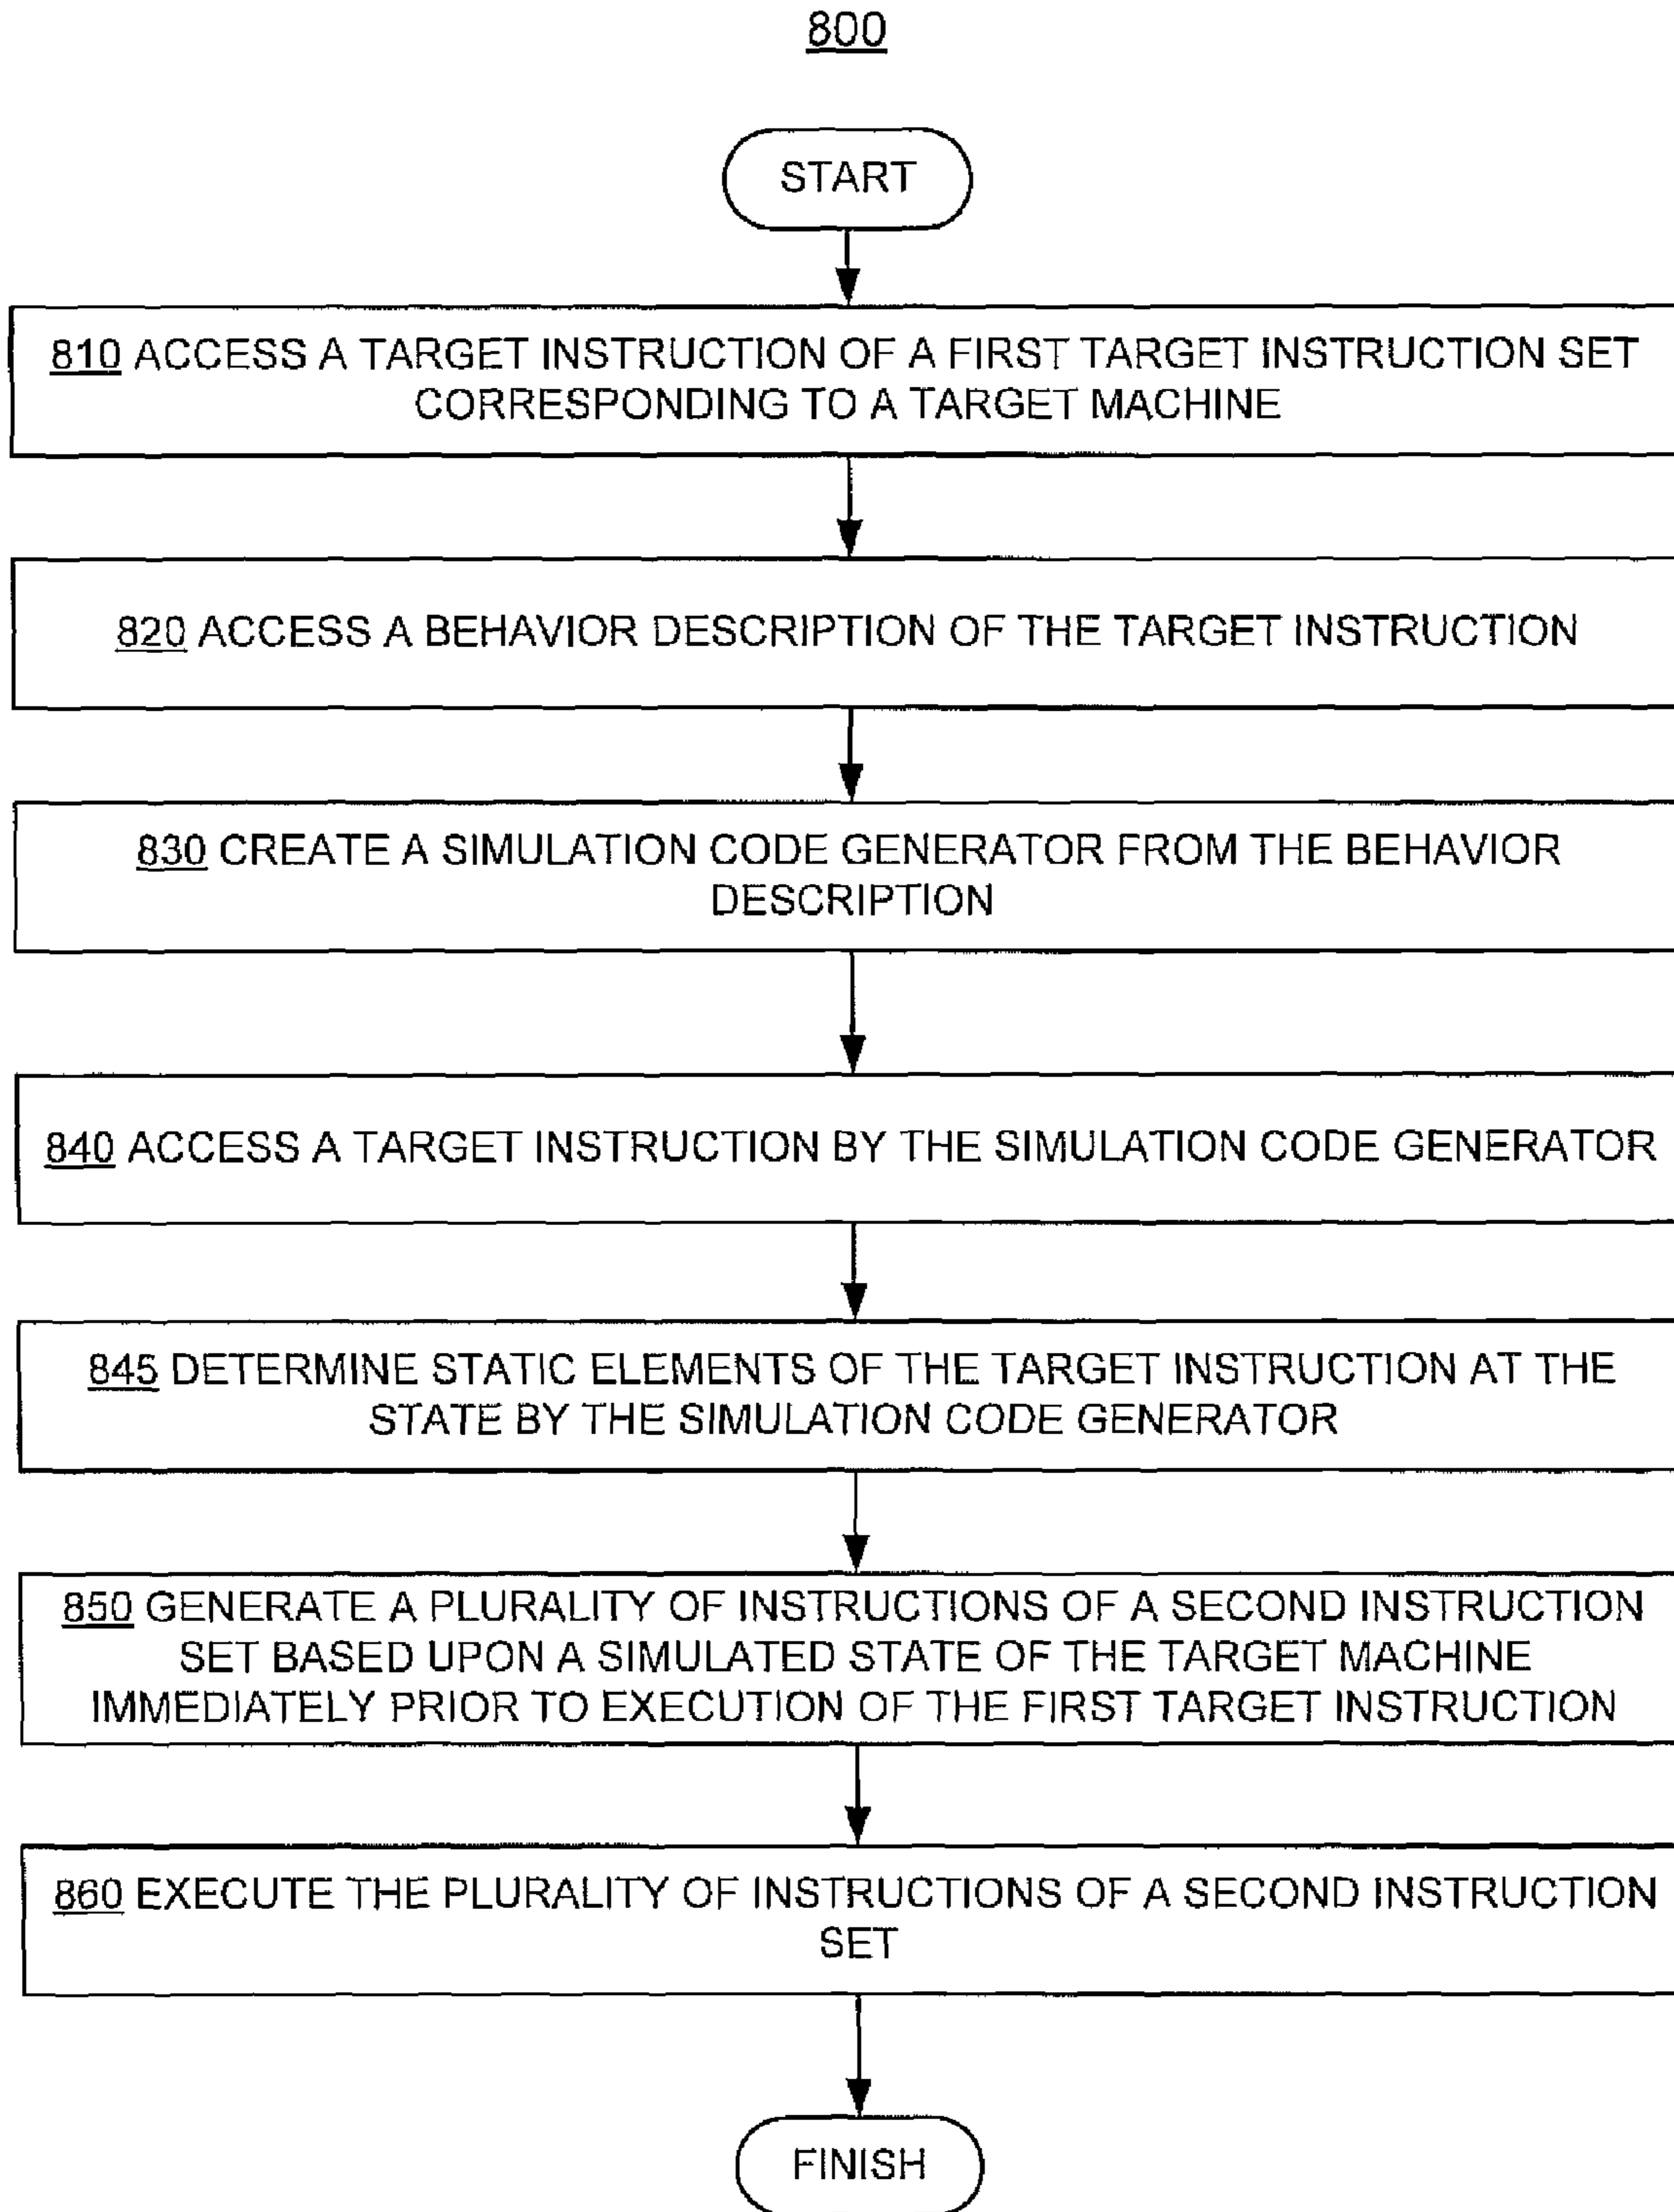 800
START
810 ACCESS A TARGET INSTRUCTION OF A FIRST TARGET INSTRUCTION SET
CORRESPONDING TO A TARGET MACHINE
820 ACCESS A BEHAVIOR DESCRIPTION OF THE TARGET INSTRUCTION
830 CREATE A SIMULATION CODE GENERATOR FROM THE BEHAVIOR
DESCRIPTION
840 ACCESS A TARGET INSTRUCTION BY THE SIMULATION CODE GENERATOR
845 DETERMINE STATIC ELEMENTS OF THE TARGET INSTRUCTION AT THE
STATE BY THE SIMULATION CODE GENERATOR
850 GENERATE A PLURALITY OF INSTRUCTIONS OF A SECOND INSTRUCTION
SET BASED UPON A SIMULATED STATE OF THE TARGET MACHINE
IMMEDIATELY PRIOR TO EXECUTION OF THE FIRST TARGET INSTRUCTION
860 EXECUTE THE PLURALITY OF INSTRUCTIONS OF A SECOND INSTRUCTION
SET
FINISH